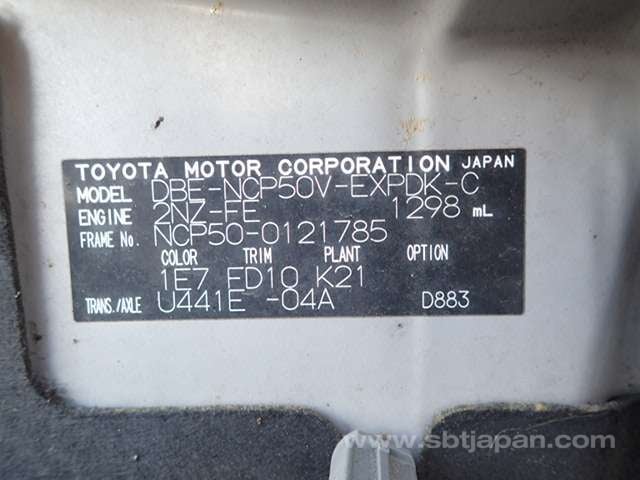 TOYOTA MOTOR CORPORATION JAPAN
MODEL DBE-NCP50V-EXPDK-C
ENGINE 2NZ-FE 1298 mL
FRAME No. NCP50-0121785
COLOR TRIM PLANT OPTION
1E7 FD10 K21
TRANS./AXLE U441E -04A D883
www.sbtjapan.com